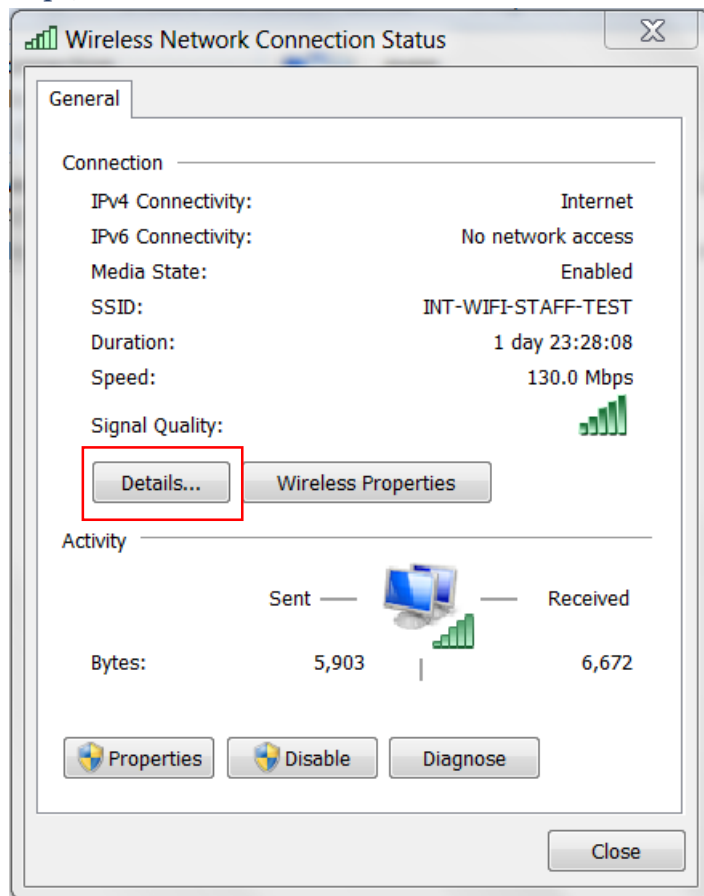 Wireless Network Connection Status
General
Connection
IPv4 Connectivity: Internet
IPv6 Connectivity: No network access
Media State: Enabled
SSID: INT-WIFI-STAFF-TEST
Duration: 1 day 23:28:08
Speed: 130.0 Mbps
Signal Quality:
Details... Wireless Properties
Activity
Sent Received
Bytes: 5,903 6,672
Properties Disable Diagnose
Close